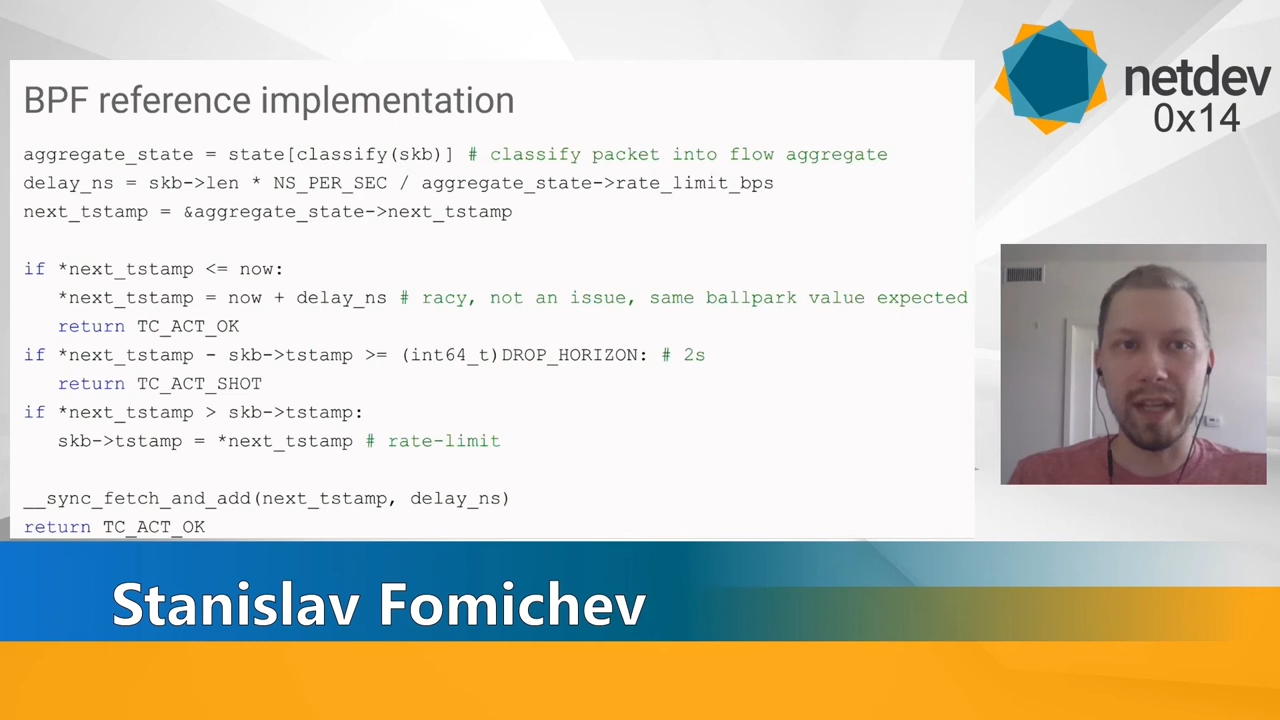 BPF reference implementation
aggregate_state = state[classify(skb)] # classify packet into flow aggregate
delay_ns = skb->len * NS_PER_SEC / aggregate_state->rate_limit_bps
next_tstamp = &aggregate_state->next_tstamp
if *next_tstamp <= now:
*next_tstamp = now + delay_ns # racy, not an issue, same ballpark value expected
return TC_ACT_OK
if *next_tstamp - skb->tstamp >= (int64_t)DROP_HORIZON: # 2s
return TC_ACT_SHOT
if *next_tstamp > skb->tstamp:
skb->tstamp = *next_tstamp # rate-limit
__sync_fetch_and_add(next_tstamp, delay_ns)
return TC_ACT_OK
netdev
0x14
Stanislav Fomichev